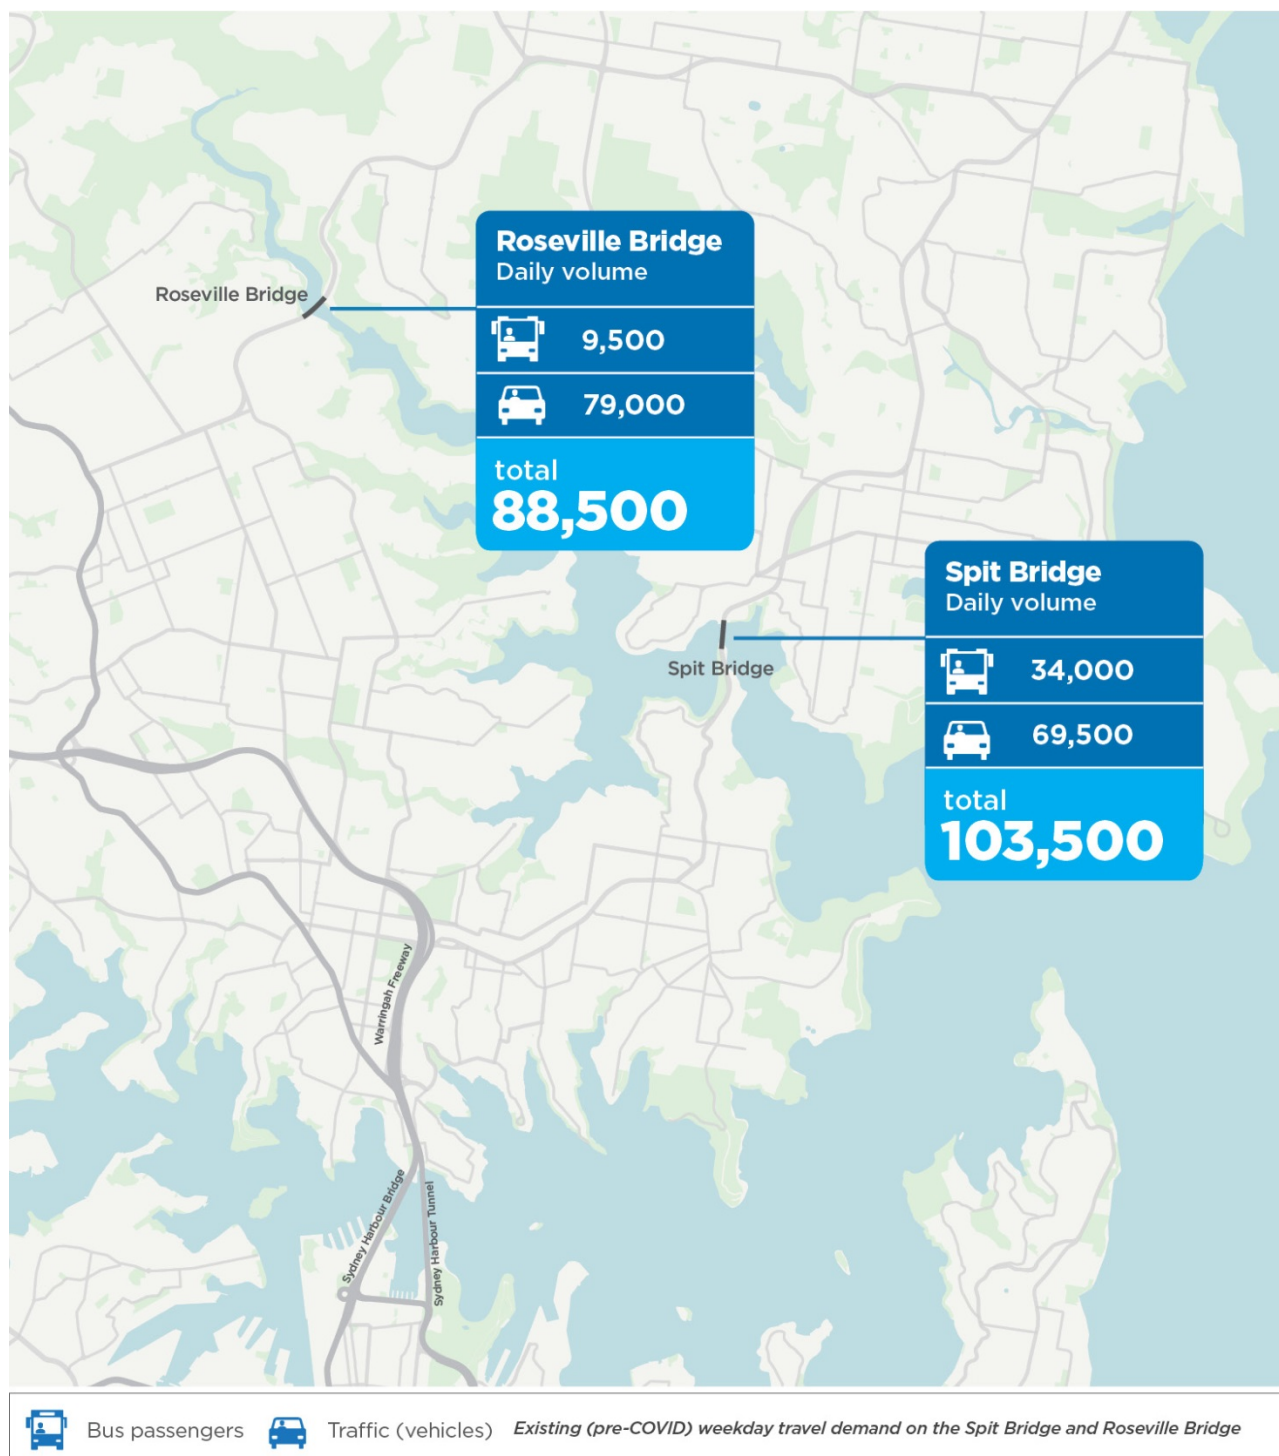 Roseville Bridge
Roseville Bridge
Daily volume
9,500
79,000
total
88,500
Spit Bridge
Spit Bridge
Daily volume
34,000
69,500
total
103,500
Warringah Freeway
Sydney Harbour Bridge
Sydney Harbour Tunnel
Bus passengers
Traffic (vehicles)
Existing (pre-COVID) weekday travel demand on the Spit Bridge and Roseville Bridge